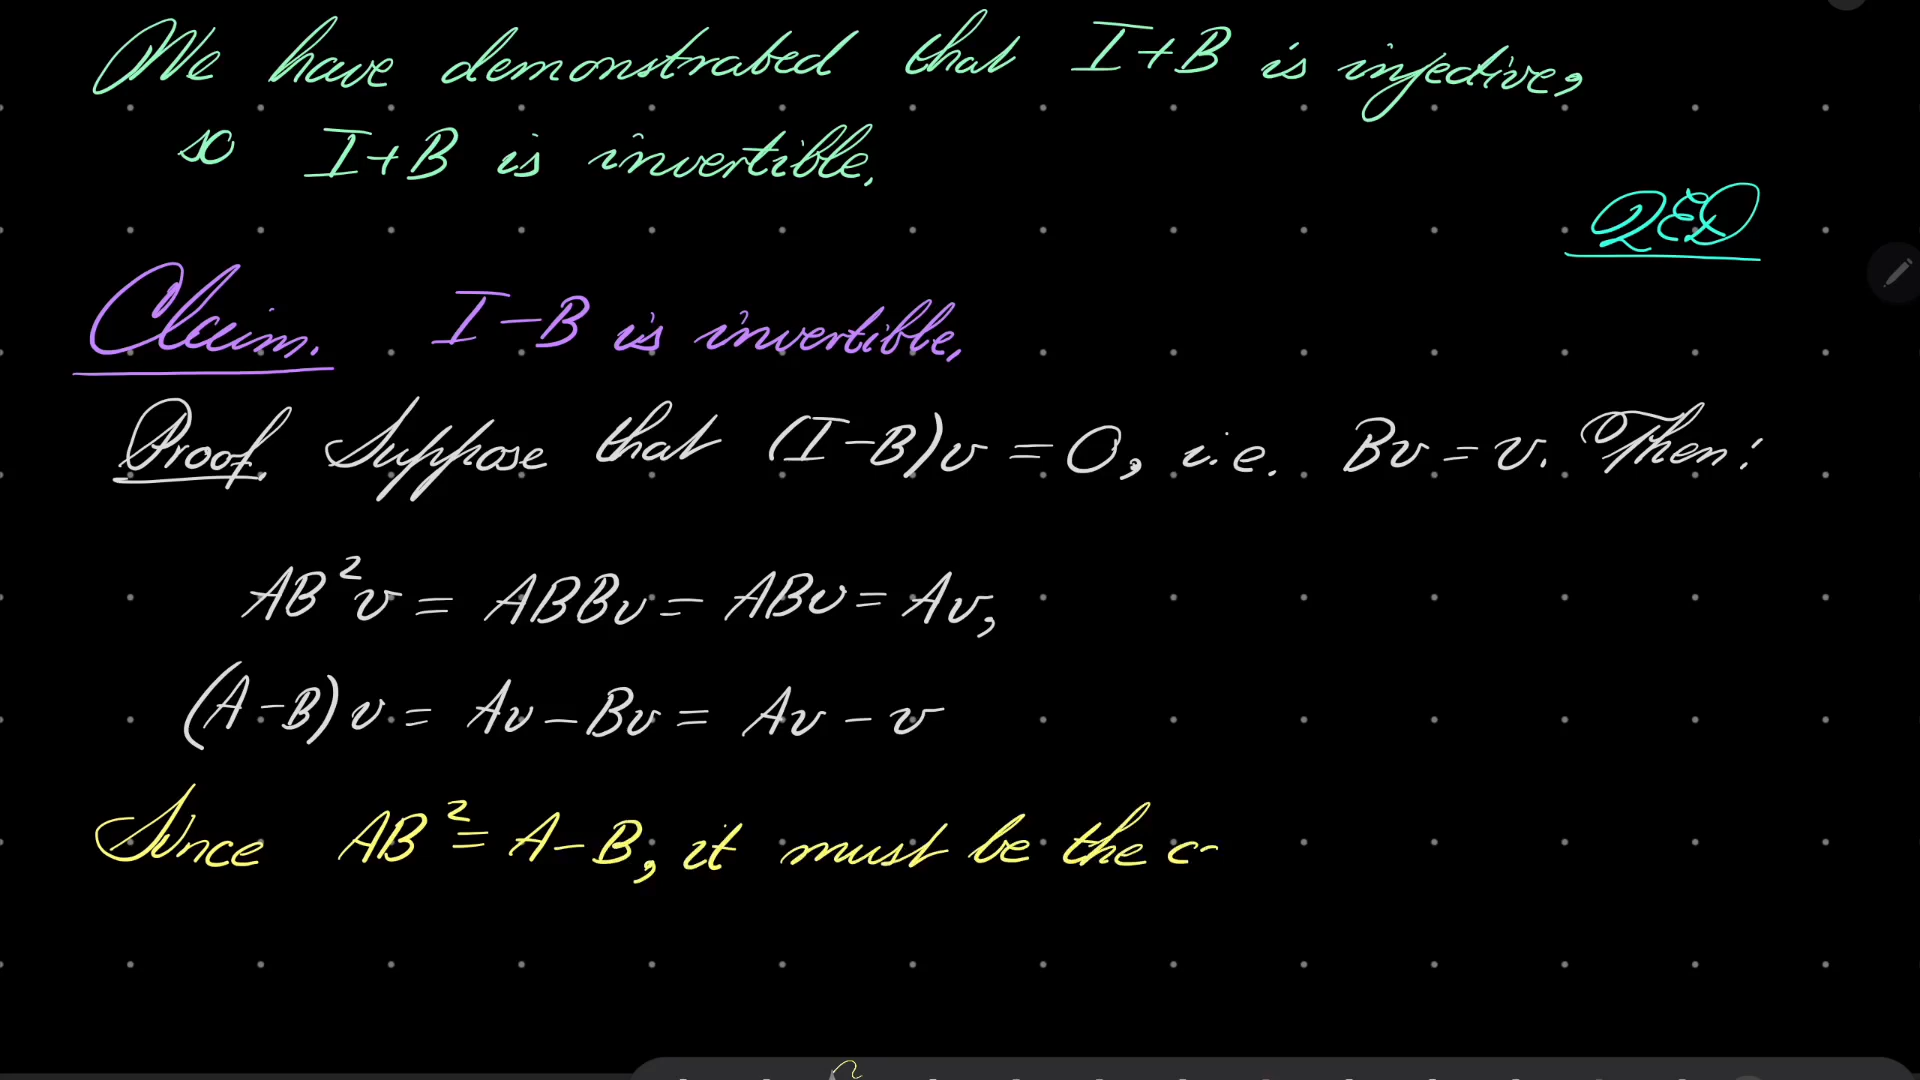 We have demonstrated that I+B is injective,
so I+B is invertible.
QED
Claim. I-B is invertible.
Proof. Suppose that (I-B)v = 0, i.e. Bv = v. Then:
AB²v = ABBv = ABv = Av,
(A-B)v = Av - Bv = Av - v
Since AB² = A-B, it must be the c